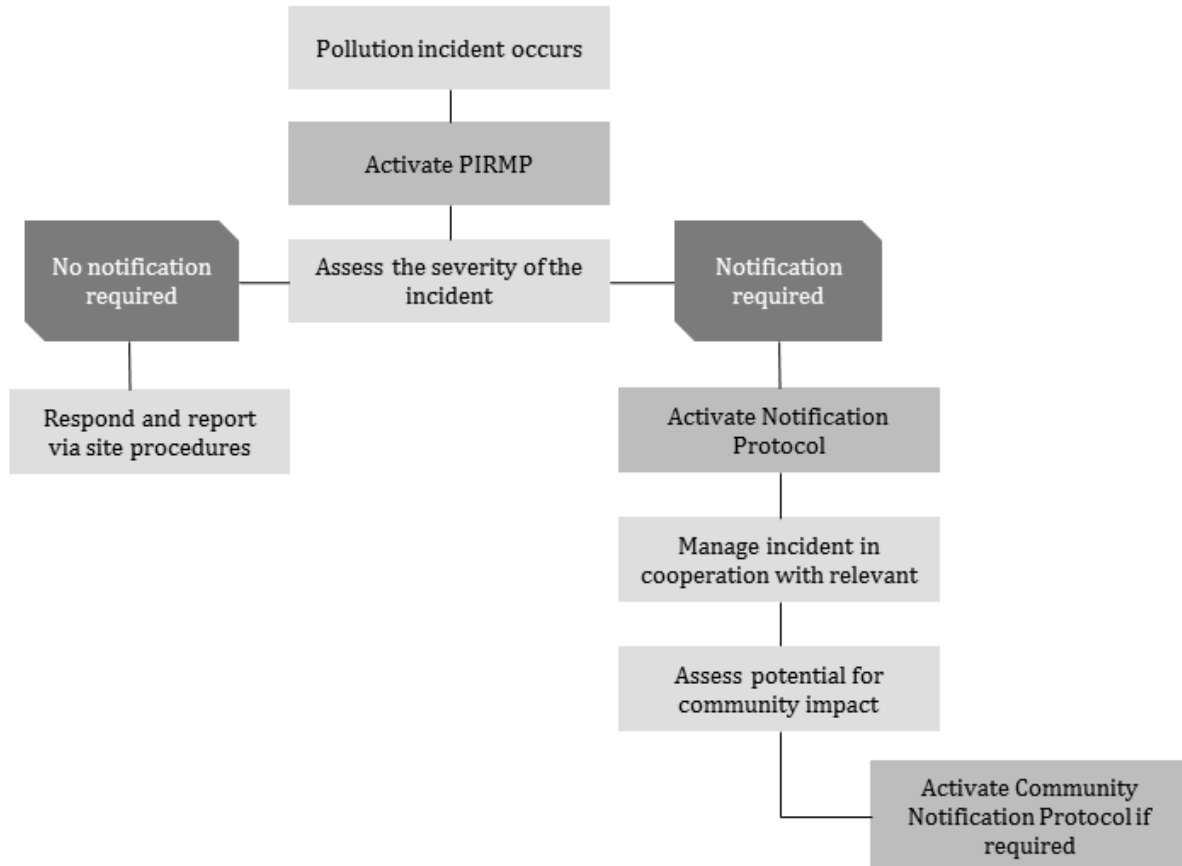 Pollution incident occurs
Activate PIRMP
Assess the severity of the
incident
No notification
required
Notification
required
Respond and report
via site procedures
Activate Notification
Protocol
Manage incident in
cooperation with relevant
Assess potential for
community impact
Activate Community
Notification Protocol if
required